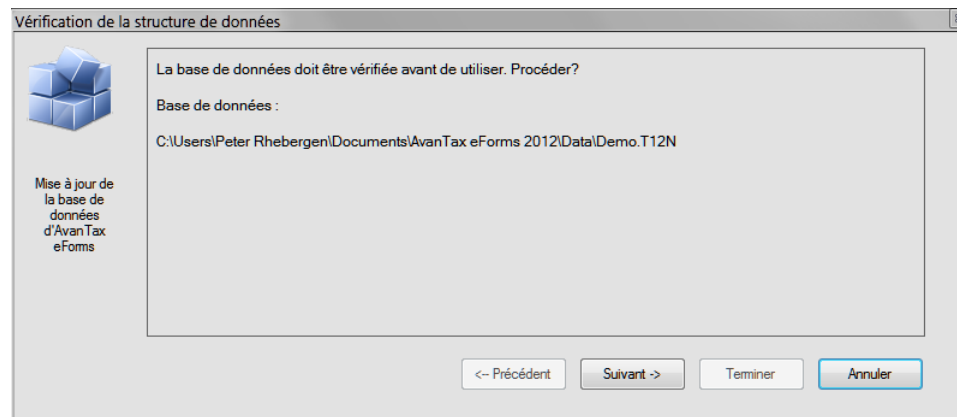 Vérification de la structure de données
La base de données doit être vérifiée avant de utiliser. Procéder?
Base de données :
C:\Users\Peter Rhebergen\Documents\AvanTax eForms 2012\Data\Demo.T12N
Mise à jour de
la base de
données
d'AvanTax
eForms
<-- Précédent
Suivant ->
Terminer
Annuler